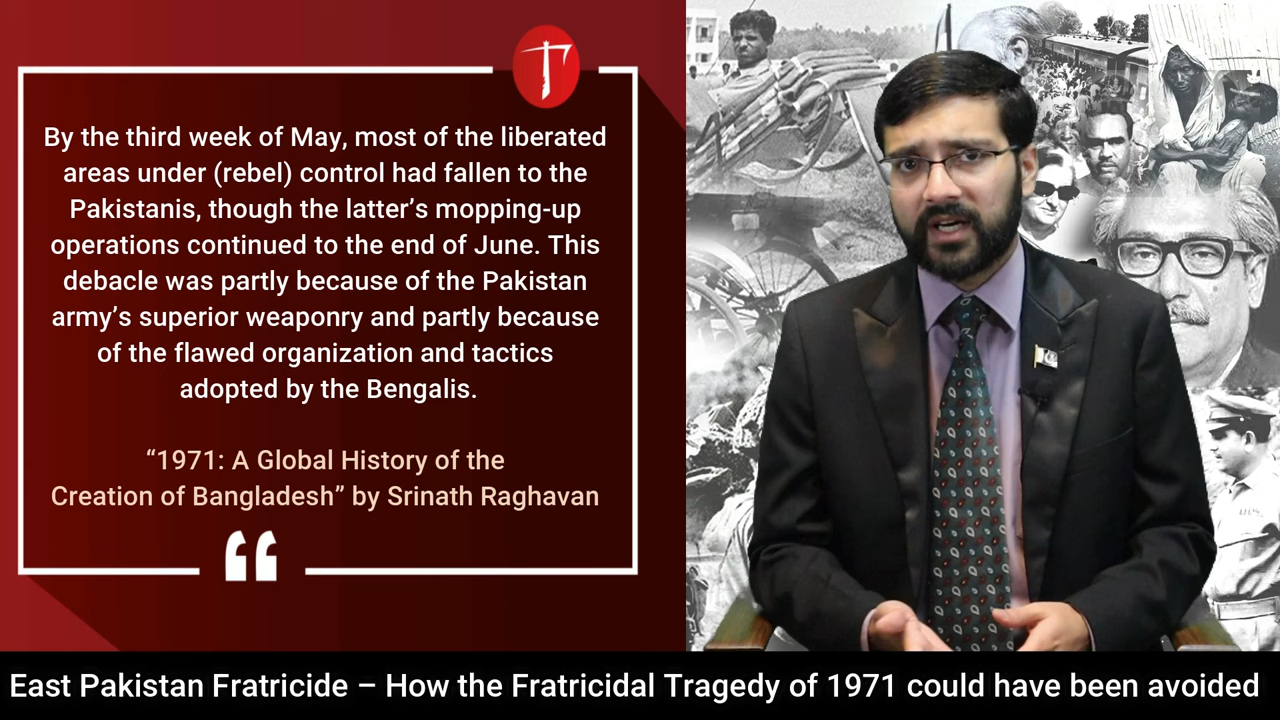 By the third week of May, most of the liberated
areas under (rebel) control had fallen to the
Pakistanis, though the latter’s mopping-up
operations continued to the end of June. This
debacle was partly because of the Pakistan
army’s superior weaponry and partly because
of the flawed organization and tactics
adopted by the Bengalis.
“1971: A Global History of the
Creation of Bangladesh” by Srinath Raghavan
East Pakistan Fratricide – How the Fratricidal Tragedy of 1971 could have been avoided